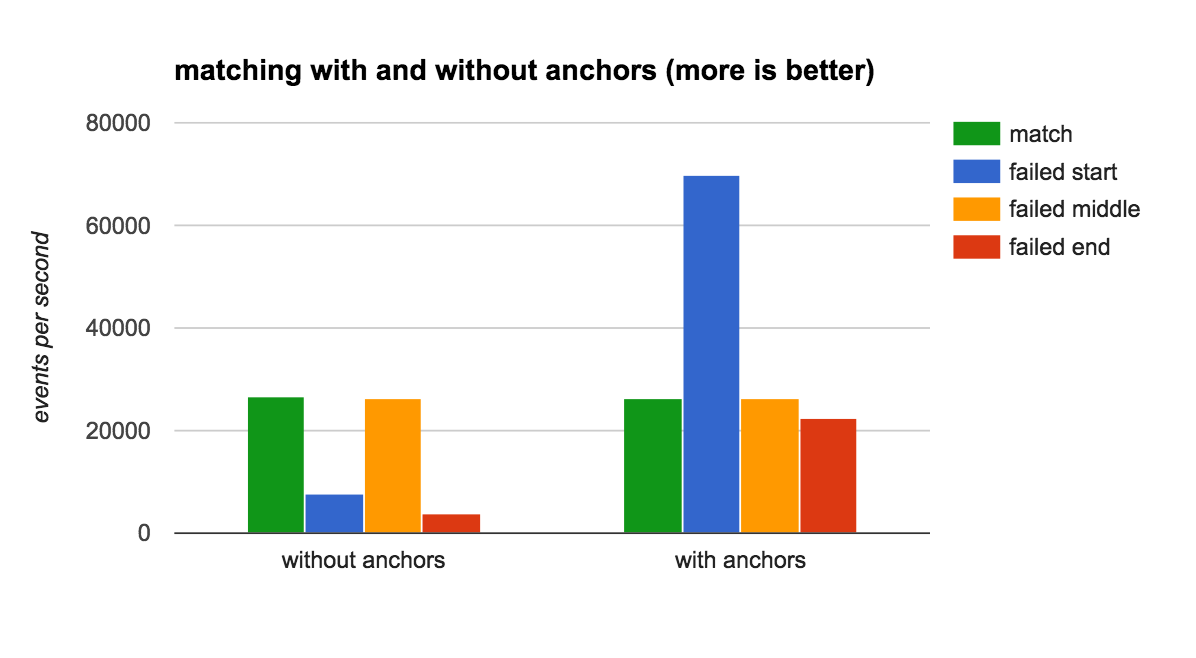 matching with and without anchors (more is better)
80000
60000
40000
20000
0
events per second
without anchors
with anchors
match
failed start
failed middle
failed end